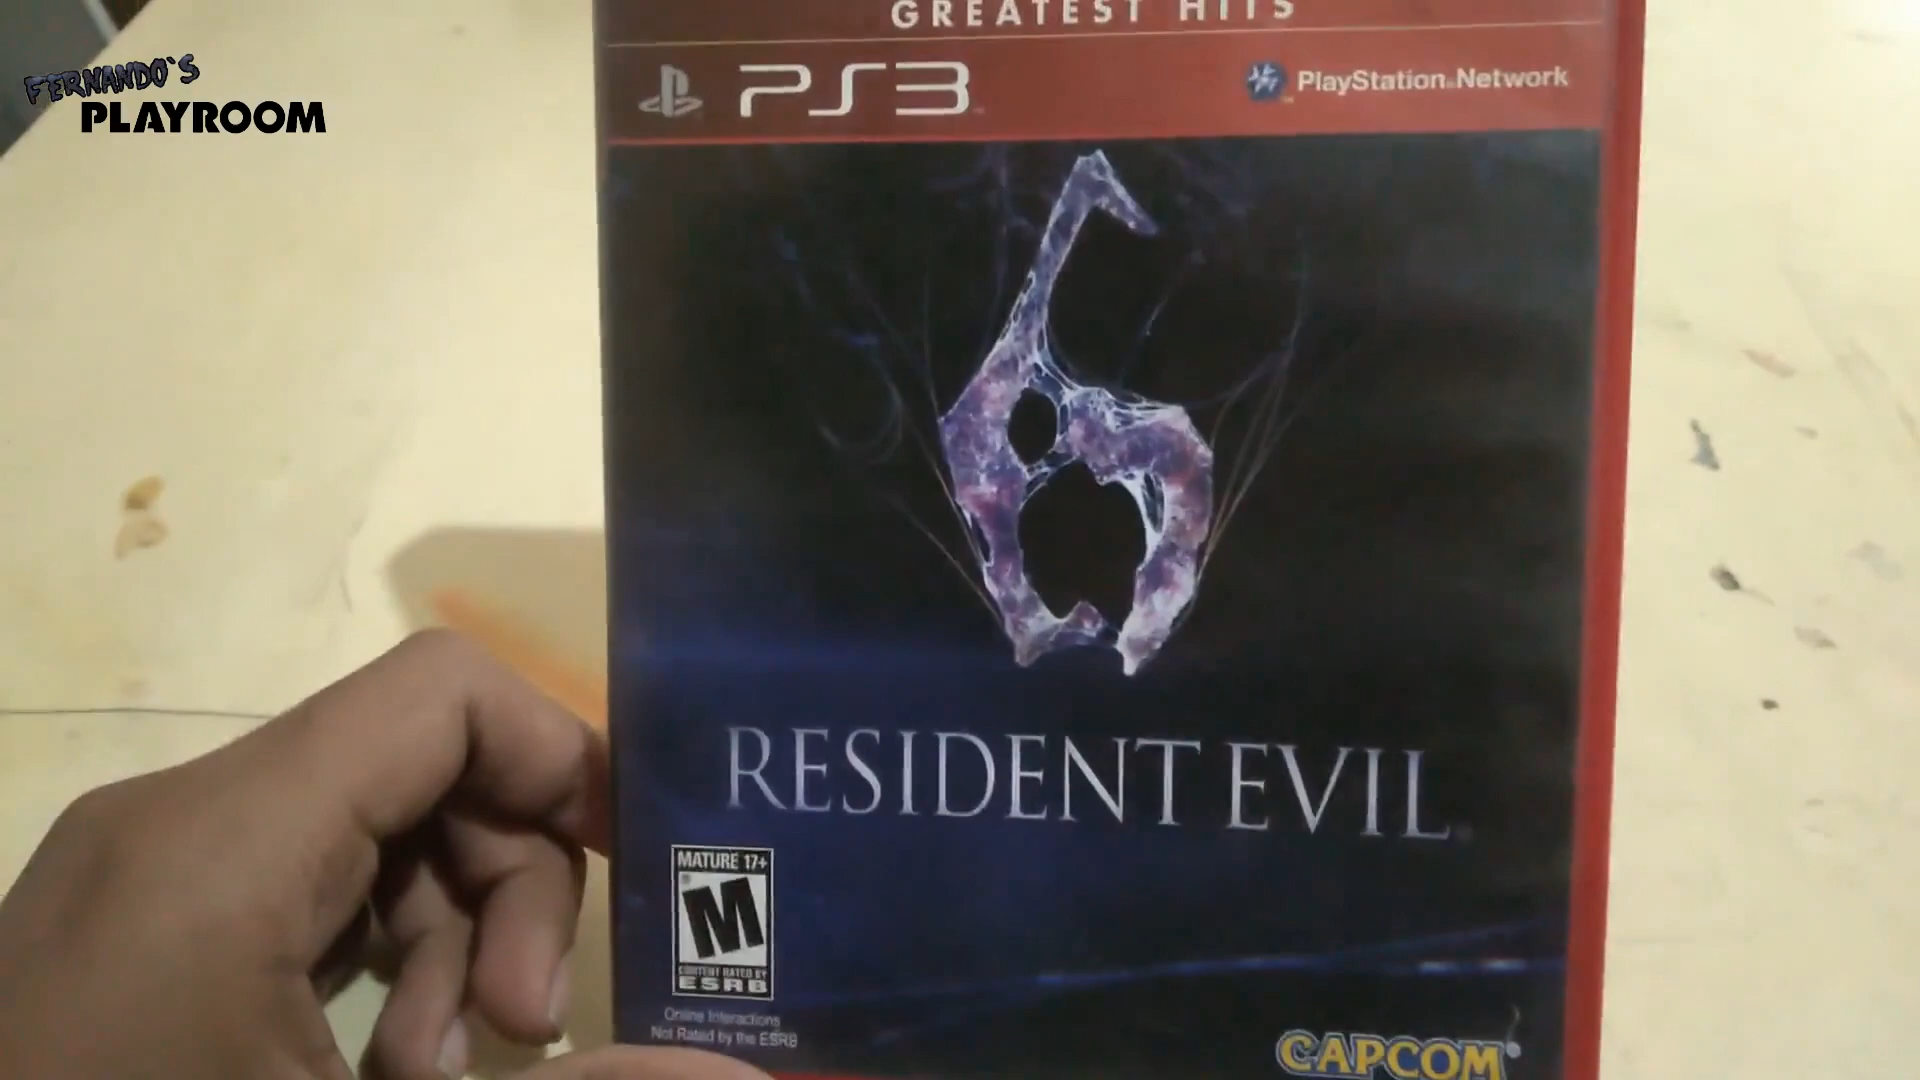 FERNANDO`S
PLAYROOM
GREATEST HITS
PS3
PlayStation®Network
RESIDENT EVIL
MATURE 17+
M
CONTENT RATED BY
ESRB
Online Interactions
Not Rated by the ESRB
CAPCOM